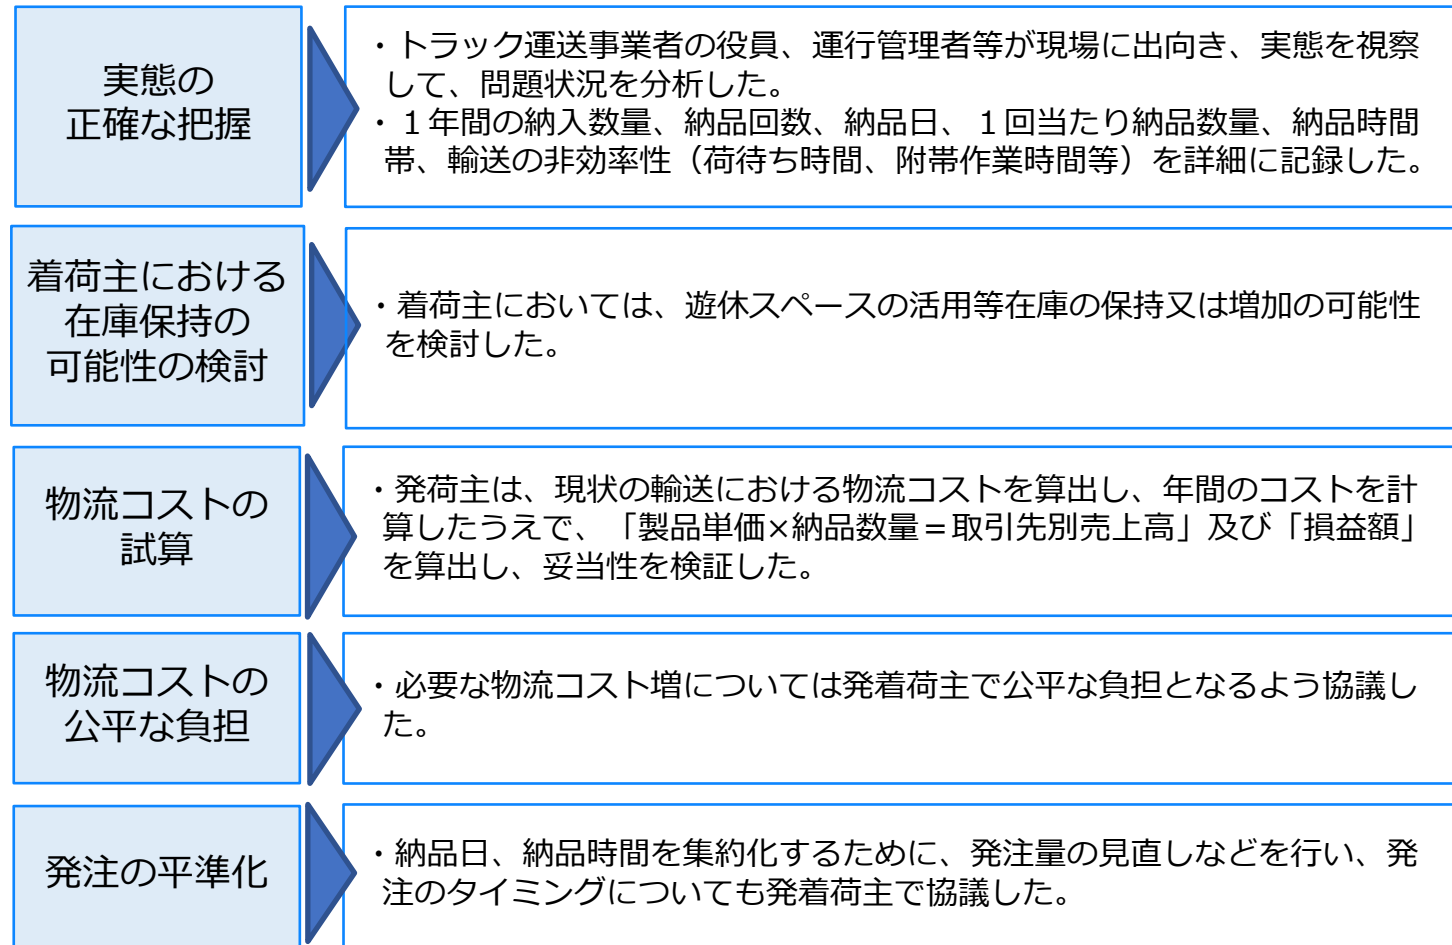 実態の
正確な把握
・トラック運送事業者の役員、運行管理者等が現場に出向き、実態を視察
して、問題状況を分析した。
・１年間の納入数量、納品回数、納品日、１回当たり納品数量、納品時間
帯、輸送の非効率性（荷待ち時間、附帯作業時間等）を詳細に記録した。
着荷主における
在庫保持の
可能性の検討
・着荷主においては、遊休スペースの活用等在庫の保持又は増加の可能性
を検討した。
物流コストの
試算
・発荷主は、現状の輸送における物流コストを算出し、年間のコストを計
算したうえで、「製品単価×納品数量＝取引先別売上高」及び「損益額」
を算出し、妥当性を検証した。
物流コストの
公平な負担
・必要な物流コスト増については発着荷主で公平な負担となるよう協議し
た。
発注の平準化
・納品日、納品時間を集約化するために、発注量の見直しなどを行い、発
注のタイミングについても発着荷主で協議した。